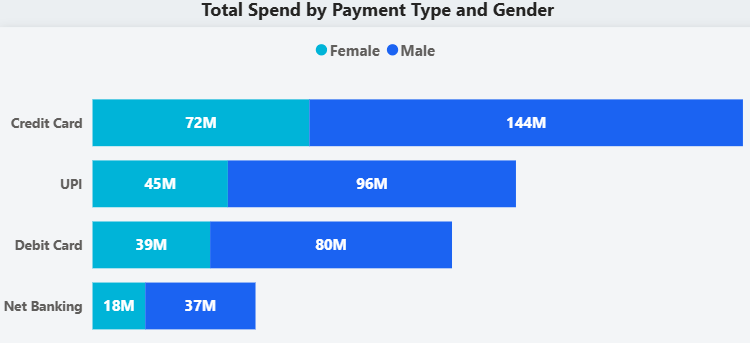 Total Spend by Payment Type and Gender
Female Male
Credit Card 72M 144M
UPI 45M 96M
Debit Card 39M 80M
Net Banking 18M 37M